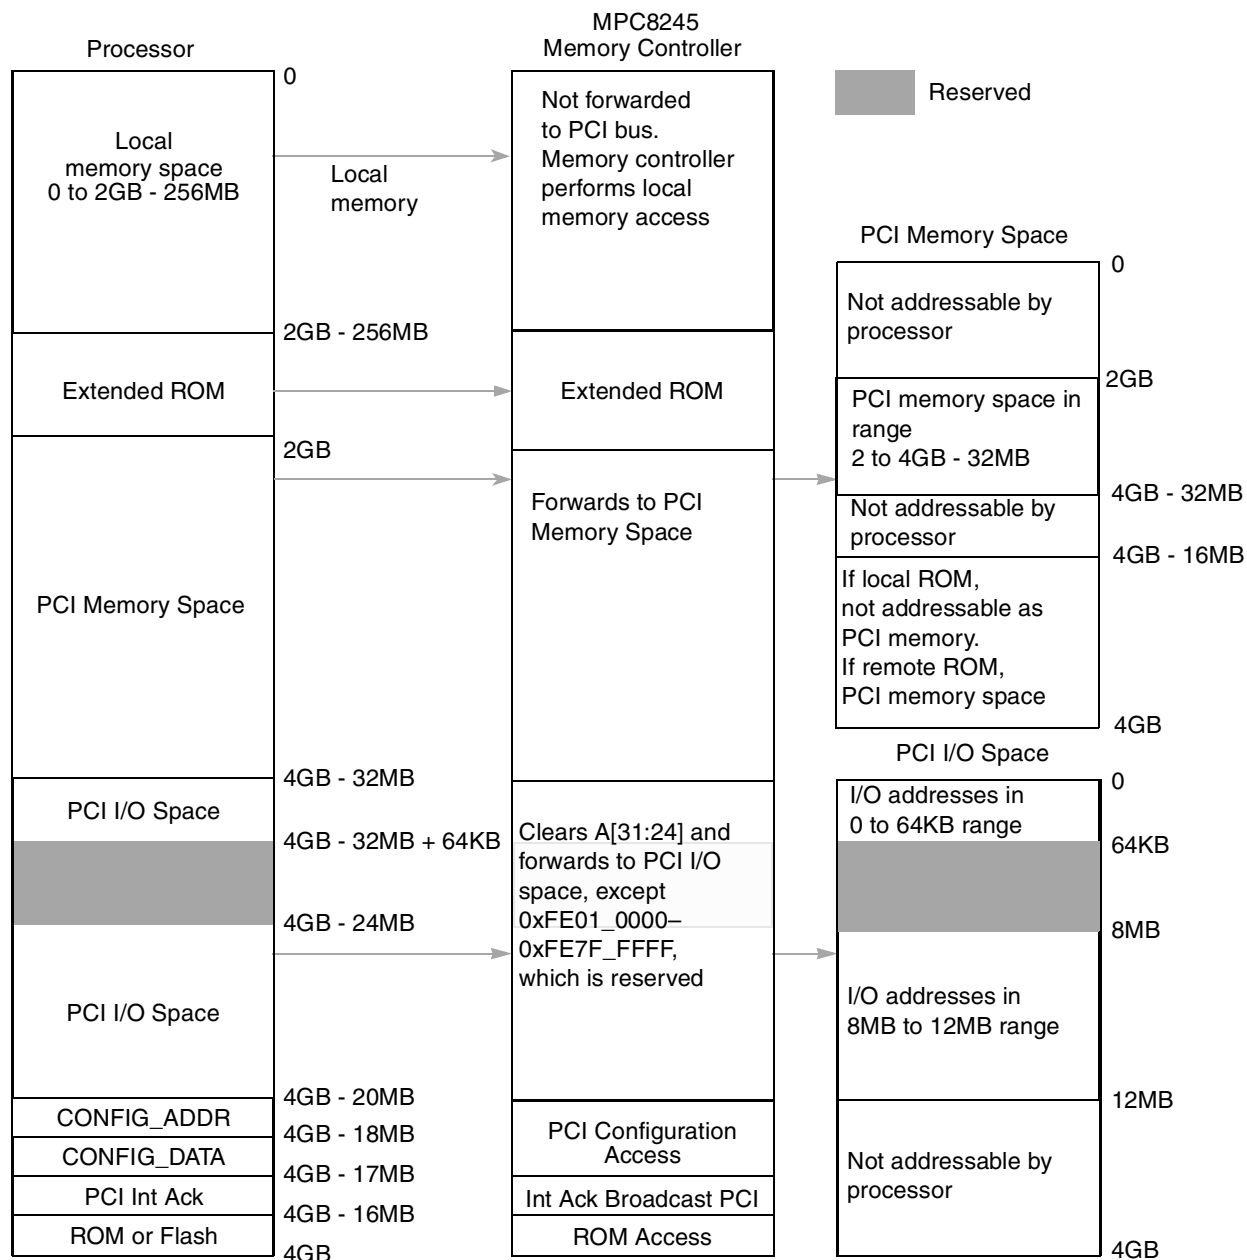 Processor
0
Local
memory space
0 to 2GB - 256MB
Local
memory
2GB - 256MB
Extended ROM
2GB
PCI Memory Space
4GB - 32MB
PCI I/O Space
4GB - 32MB + 64KB
4GB - 24MB
PCI I/O Space
4GB - 20MB
CONFIG_ADDR
4GB - 18MB
CONFIG_DATA
4GB - 17MB
PCI Int Ack
4GB - 16MB
ROM or Flash
4GB
MPC8245
Memory Controller
Not forwarded
to PCI bus.
Memory controller
performs local
memory access
Extended ROM
Forwards to PCI
Memory Space
Clears A[31:24] and
forwards to PCI I/O
space, except
0xFE01_0000–
0xFE7F_FFFF,
which is reserved
PCI Configuration
Access
Int Ack Broadcast PCI
ROM Access
Reserved
PCI Memory Space
0
Not addressable by
processor
2GB
PCI memory space in
range
2 to 4GB - 32MB
4GB - 32MB
Not addressable by
processor
4GB - 16MB
If local ROM,
not addressable as
PCI memory.
If remote ROM,
PCI memory space
4GB
PCI I/O Space
0
I/O addresses in
0 to 64KB range
64KB
8MB
I/O addresses in
8MB to 12MB range
12MB
Not addressable by
processor
4GB